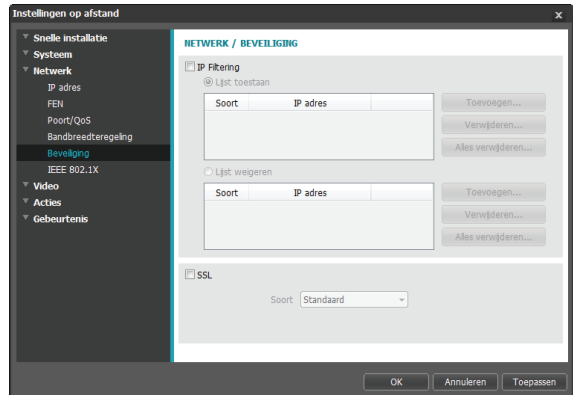 Instellingen op afstand
x
Snelle installatie
Systeem
Netwerk
IP adres
FEN
Poort/QoS
Bandbreedteregeling
Beveiliging
IEEE 802.1X
Video
Acties
Gebeurtenis
NETWERK / BEVEILIGING
IP Filtering
Lijst toestaan
Soort IP adres
Toevoegen...
Verwijderen...
Alles verwijderen...
Lijst weigeren
Soort IP adres
Toevoegen...
Verwijderen...
Alles verwijderen...
SSL
Soort Standaard
OK Annuleren Toepassen